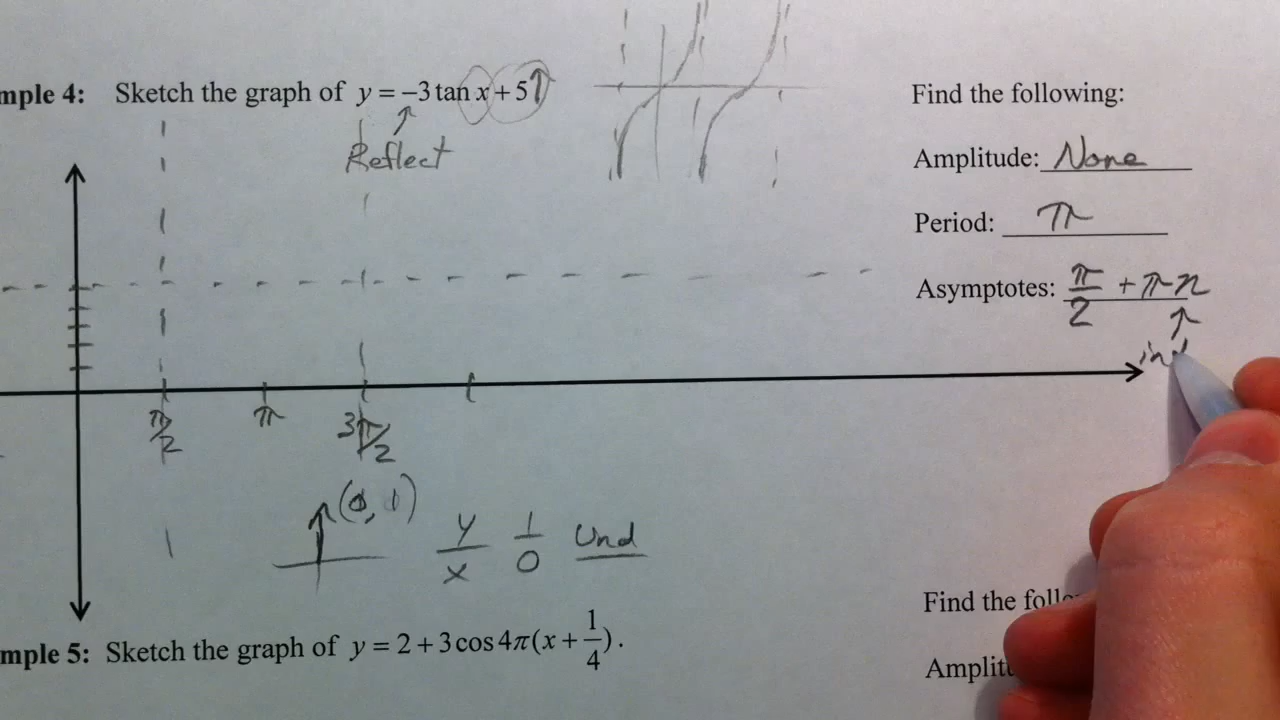 mple 4: Sketch the graph of y = −3 tan x + 5↑
Reflect
Find the following:
Amplitude: None
Period: π
Asymptotes: π/2 + πn
π/2 π 3π/2
(0, 1)
y/x 1/0 Und
mple 5: Sketch the graph of y = 2 + 3 cos 4π(x + 1/4).
Find the